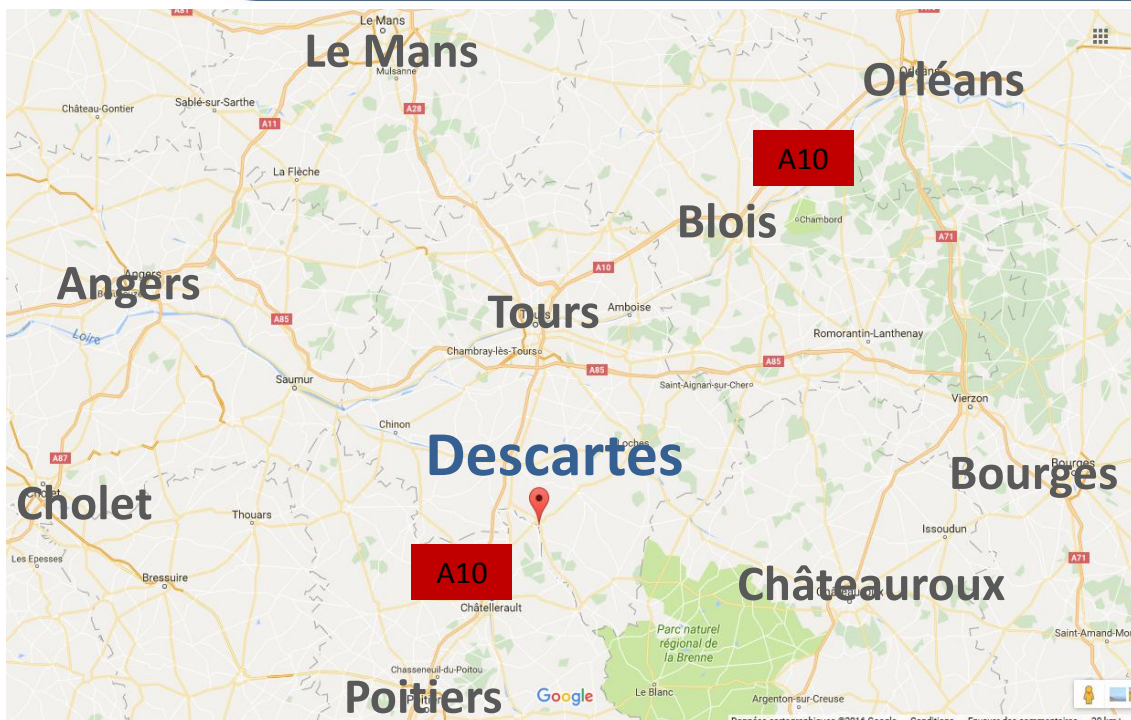 A81
Le Mans
Le Mans
Mulsanne
Orléans
Château-Gontier
Sablé-sur-Sarthe
A28
A11
A10
La Flèche
Blois
Chambord
A71
A10
Angers
Angers
Tours
Amboise
A85
Loire
Romorantin-Lanthenay
Chambray-lès-Tours
A85
A85
Saumur
Saint-Aignan-sur-Cher
Vierzon
Chinon
Descartes
Loches
A87
Bourges
Bourges
Cholet
Thouars
Issoudun
Les Epesses
A10
A71
Bressuire
Châteauroux
Châtellerault
Parc naturel
régional de
la Brenne
Saint-Amand-Mon
Chasseneuil-du-Poitou
Poitiers
Google
Le Blanc
Argenton-sur-Creuse